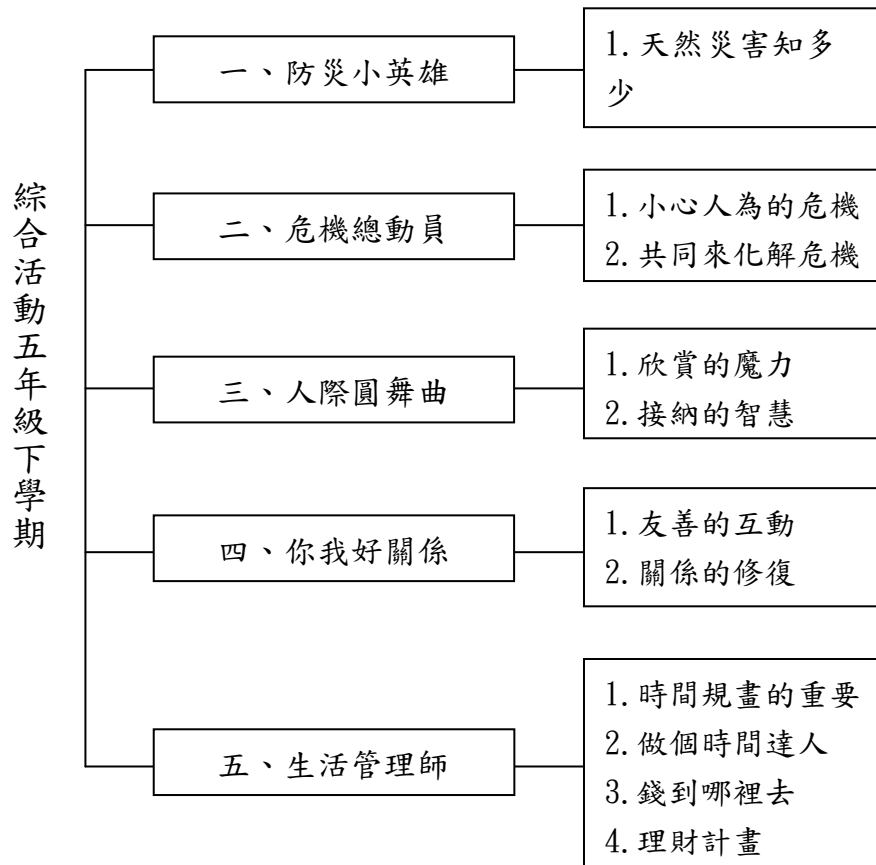 綜合活動五年級下學期
一、防災小英雄
1.天然災害知多
少
二、危機總動員
1.小心人為的危機
2.共同來化解危機
三、人際圓舞曲
1.欣賞的魔力
2.接納的智慧
四、你我好關係
1.友善的互動
2.關係的修復
五、生活管理師
1.時間規畫的重要
2.做個時間達人
3.錢到哪裡去
4.理財計畫